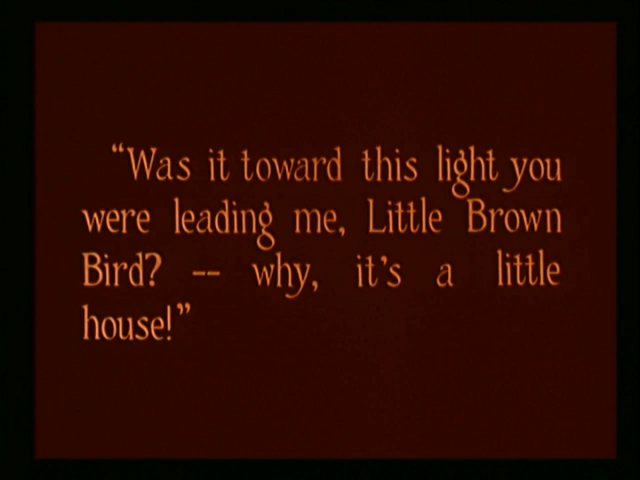 “Was it toward this light you
were leading me, Little Brown
Bird? -- why, it's a little
house!”